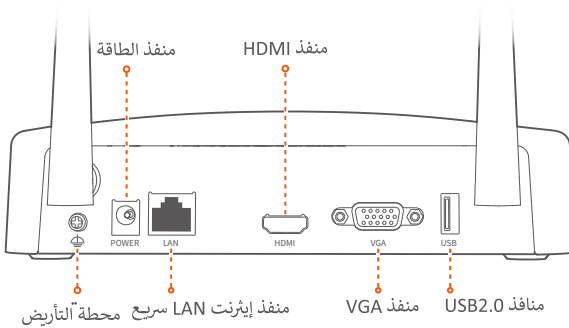 منفذ الطاقة
منفذ HDMI
POWER
LAN
HDMI
VGA
USB
محطة التأريض
منفذ إيثرنت LAN سريع
منفذ VGA
منافذ USB2.0